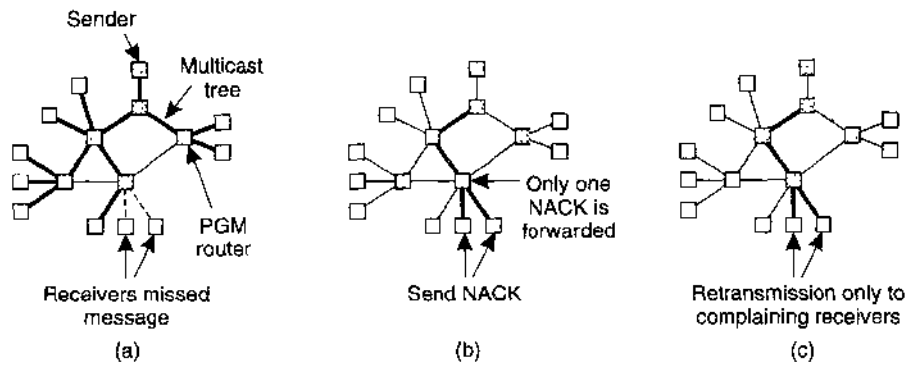 Sender
Multicast
tree
PGM
router
Receivers missed
message
(a)
Only one
NACK is
forwarded
Send NACK
(b)
Retransmission only to
complaining receivers
(c)